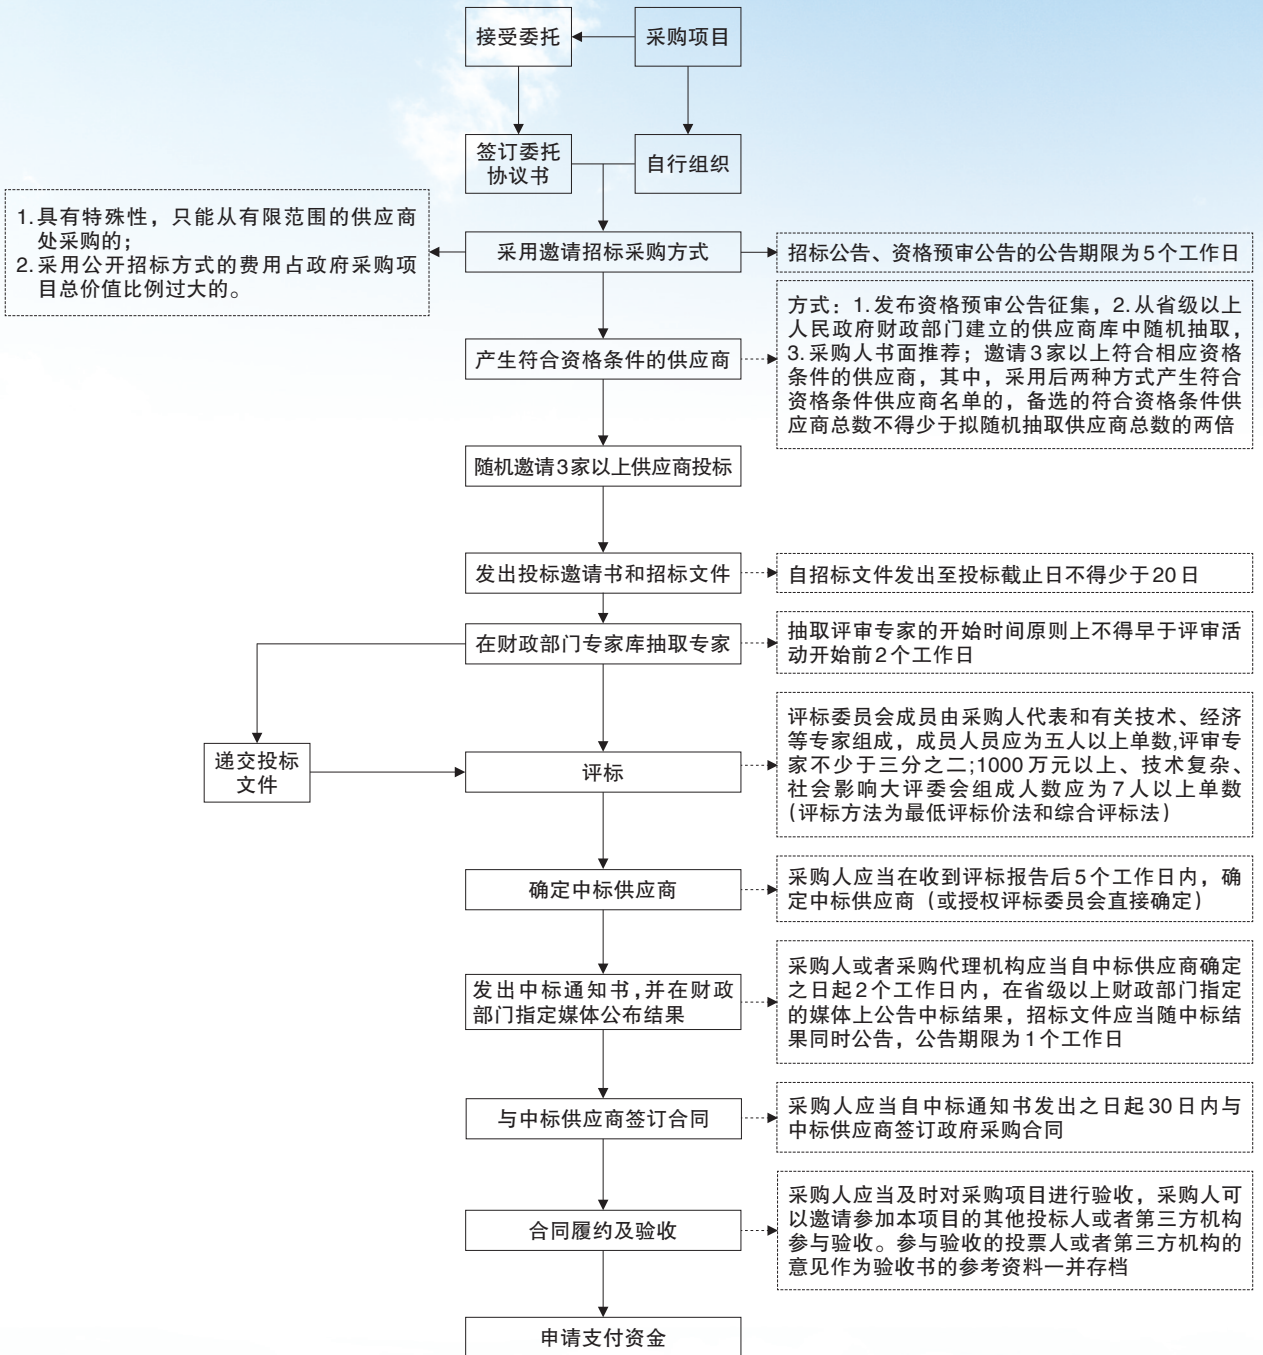 接受委托
采购项目
签订委托
协议书
自行组织
1.具有特殊性，只能从有限范围的供应商
处采购的；
2.采用公开招标方式的费用占政府采购项
目总价值比例过大的。
采用邀请招标采购方式
招标公告、资格预审公告的公告期限为5个工作日
产生符合资格条件的供应商
方式：1.发布资格预审公告征集，2.从省级以上
人民政府财政部门建立的供应商库中随机抽取，
3.采购人书面推荐；邀请3家以上符合相应资格
条件的供应商，其中，采用后两种方式产生符合
资格条件供应商名单的，备选的符合资格条件供
应商总数不得少于拟随机抽取供应商总数的两倍
随机邀请3家以上供应商投标
发出投标邀请书和招标文件
自招标文件发出至投标截止日不得少于20日
在财政部门专家库抽取专家
抽取评审专家的开始时间原则上不得早于评审活
动开始前2个工作日
递交投标
文件
评标
评标委员会成员由采购人代表和有关技术、经济
等专家组成，成员人员应为五人以上单数,评审专
家不少于三分之二;1000万元以上、技术复杂、
社会影响大评委会组成人数应为7人以上单数
（评标方法为最低评标价法和综合评标法）
确定中标供应商
采购人应当在收到评标报告后5个工作日内，确
定中标供应商（或授权评标委员会直接确定）
发出中标通知书,并在财政
部门指定媒体公布结果
采购人或者采购代理机构应当自中标供应商确定
之日起2个工作日内，在省级以上财政部门指定
的媒体上公告中标结果，招标文件应当随中标结
果同时公告，公告期限为1个工作日
与中标供应商签订合同
采购人应当自中标通知书发出之日起30日内与
中标供应商签订政府采购合同
合同履约及验收
采购人应当及时对采购项目进行验收，采购人可
以邀请参加本项目的其他投标人或者第三方机构
参与验收。参与验收的投票人或者第三方机构的
意见作为验收书的参考资料一并存档
申请支付资金